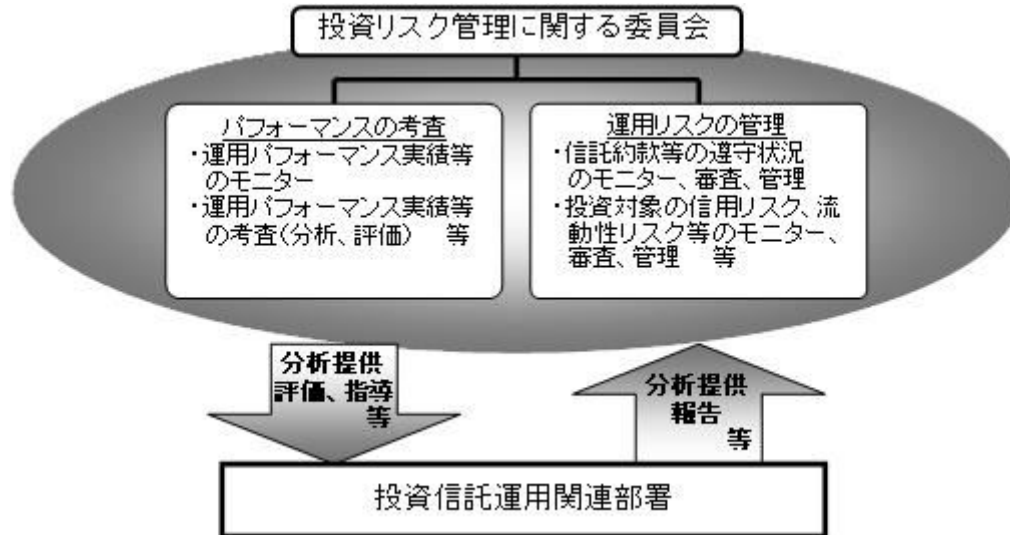 投資リスク管理に関する委員会
パフォーマンスの考査
・運用パフォーマンス実績等
のモニター
・運用パフォーマンス実績等
の考査(分析、評価) 等
運用リスクの管理
・信託約款等の遵守状況
のモニター、審査、管理
・投資対象の信用リスク、流
動性リスク等のモニター、
審査、管理 等
分析提供
評価、指導
等
分析提供
報告
等
投資信託運用関連部署